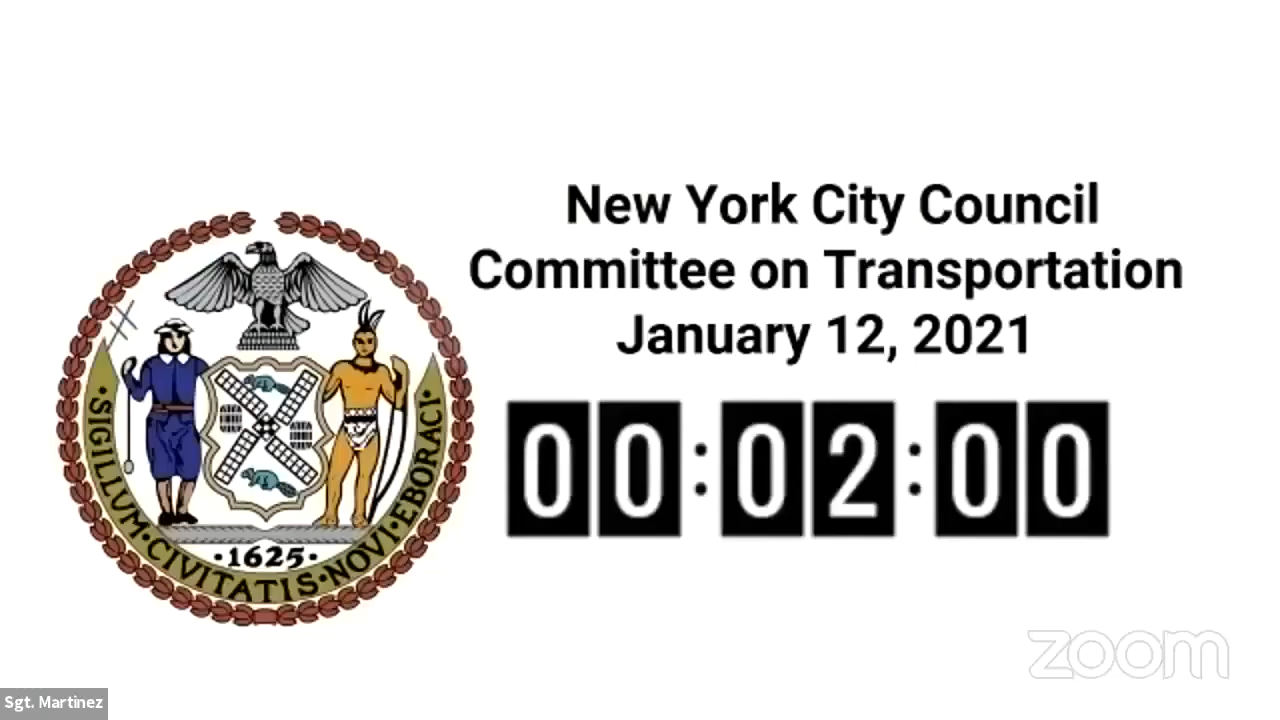 New York City Council
Committee on Transportation
January 12, 2021
00:02:00
·SIGILLUM·CIVITATIS·NOVI·EBORACI·
·1625·
zoom
Sgt. Martinez